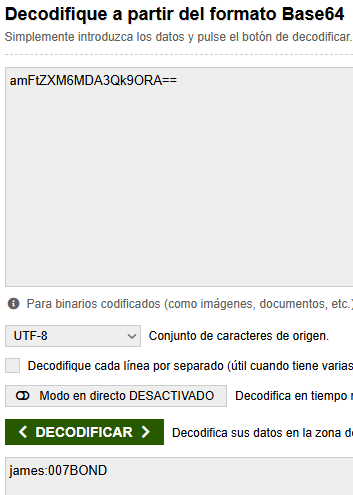 Decodifique a partir del formato Base64
Simplemente introduzca los datos y pulse el botón de decodificar.
amFtZXM6MDA3Qk9ORA==
Para binarios codificados (como imágenes, documentos, etc.)
UTF-8 Conjunto de caracteres de origen.
Decodifique cada línea por separado (útil cuando tiene varias
Modo en directo DESACTIVADO Decodifica en tiempo r
DECODIFICAR Decodifica sus datos en la zona de
james:007BOND